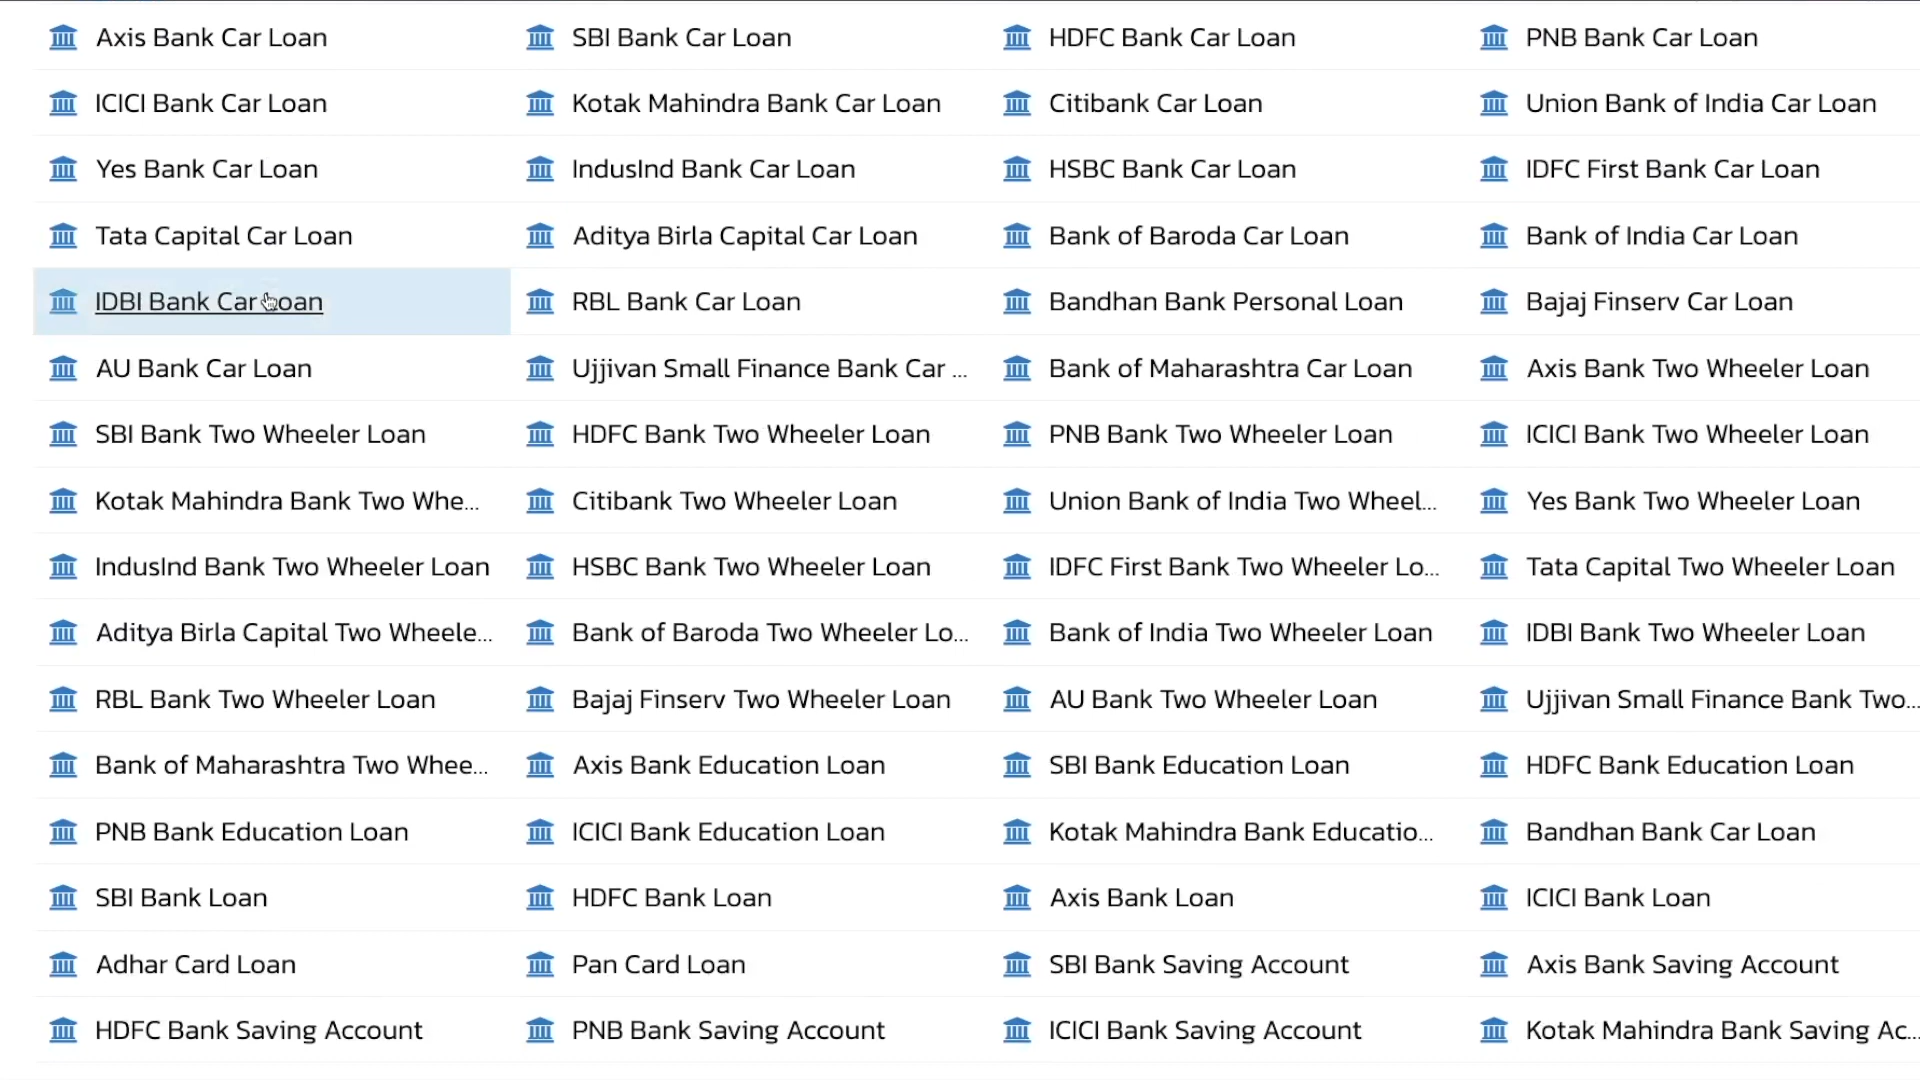 Axis Bank Car Loan
SBI Bank Car Loan
HDFC Bank Car Loan
PNB Bank Car Loan
ICICI Bank Car Loan
Kotak Mahindra Bank Car Loan
Citibank Car Loan
Union Bank of India Car Loan
Yes Bank Car Loan
IndusInd Bank Car Loan
HSBC Bank Car Loan
IDFC First Bank Car Loan
Tata Capital Car Loan
Aditya Birla Capital Car Loan
Bank of Baroda Car Loan
Bank of India Car Loan
IDBI Bank Car Loan
RBL Bank Car Loan
Bandhan Bank Personal Loan
Bajaj Finserv Car Loan
AU Bank Car Loan
Ujjivan Small Finance Bank Car ...
Bank of Maharashtra Car Loan
Axis Bank Two Wheeler Loan
SBI Bank Two Wheeler Loan
HDFC Bank Two Wheeler Loan
PNB Bank Two Wheeler Loan
ICICI Bank Two Wheeler Loan
Kotak Mahindra Bank Two Whe...
Citibank Two Wheeler Loan
Union Bank of India Two Wheel...
Yes Bank Two Wheeler Loan
IndusInd Bank Two Wheeler Loan
HSBC Bank Two Wheeler Loan
IDFC First Bank Two Wheeler Lo...
Tata Capital Two Wheeler Loan
Aditya Birla Capital Two Wheele...
Bank of Baroda Two Wheeler Lo...
Bank of India Two Wheeler Loan
IDBI Bank Two Wheeler Loan
RBL Bank Two Wheeler Loan
Bajaj Finserv Two Wheeler Loan
AU Bank Two Wheeler Loan
Ujjivan Small Finance Bank Two...
Bank of Maharashtra Two Whee...
Axis Bank Education Loan
SBI Bank Education Loan
HDFC Bank Education Loan
PNB Bank Education Loan
ICICI Bank Education Loan
Kotak Mahindra Bank Educatio...
Bandhan Bank Car Loan
SBI Bank Loan
HDFC Bank Loan
Axis Bank Loan
ICICI Bank Loan
Adhar Card Loan
Pan Card Loan
SBI Bank Saving Account
Axis Bank Saving Account
HDFC Bank Saving Account
PNB Bank Saving Account
ICICI Bank Saving Account
Kotak Mahindra Bank Saving Ac...